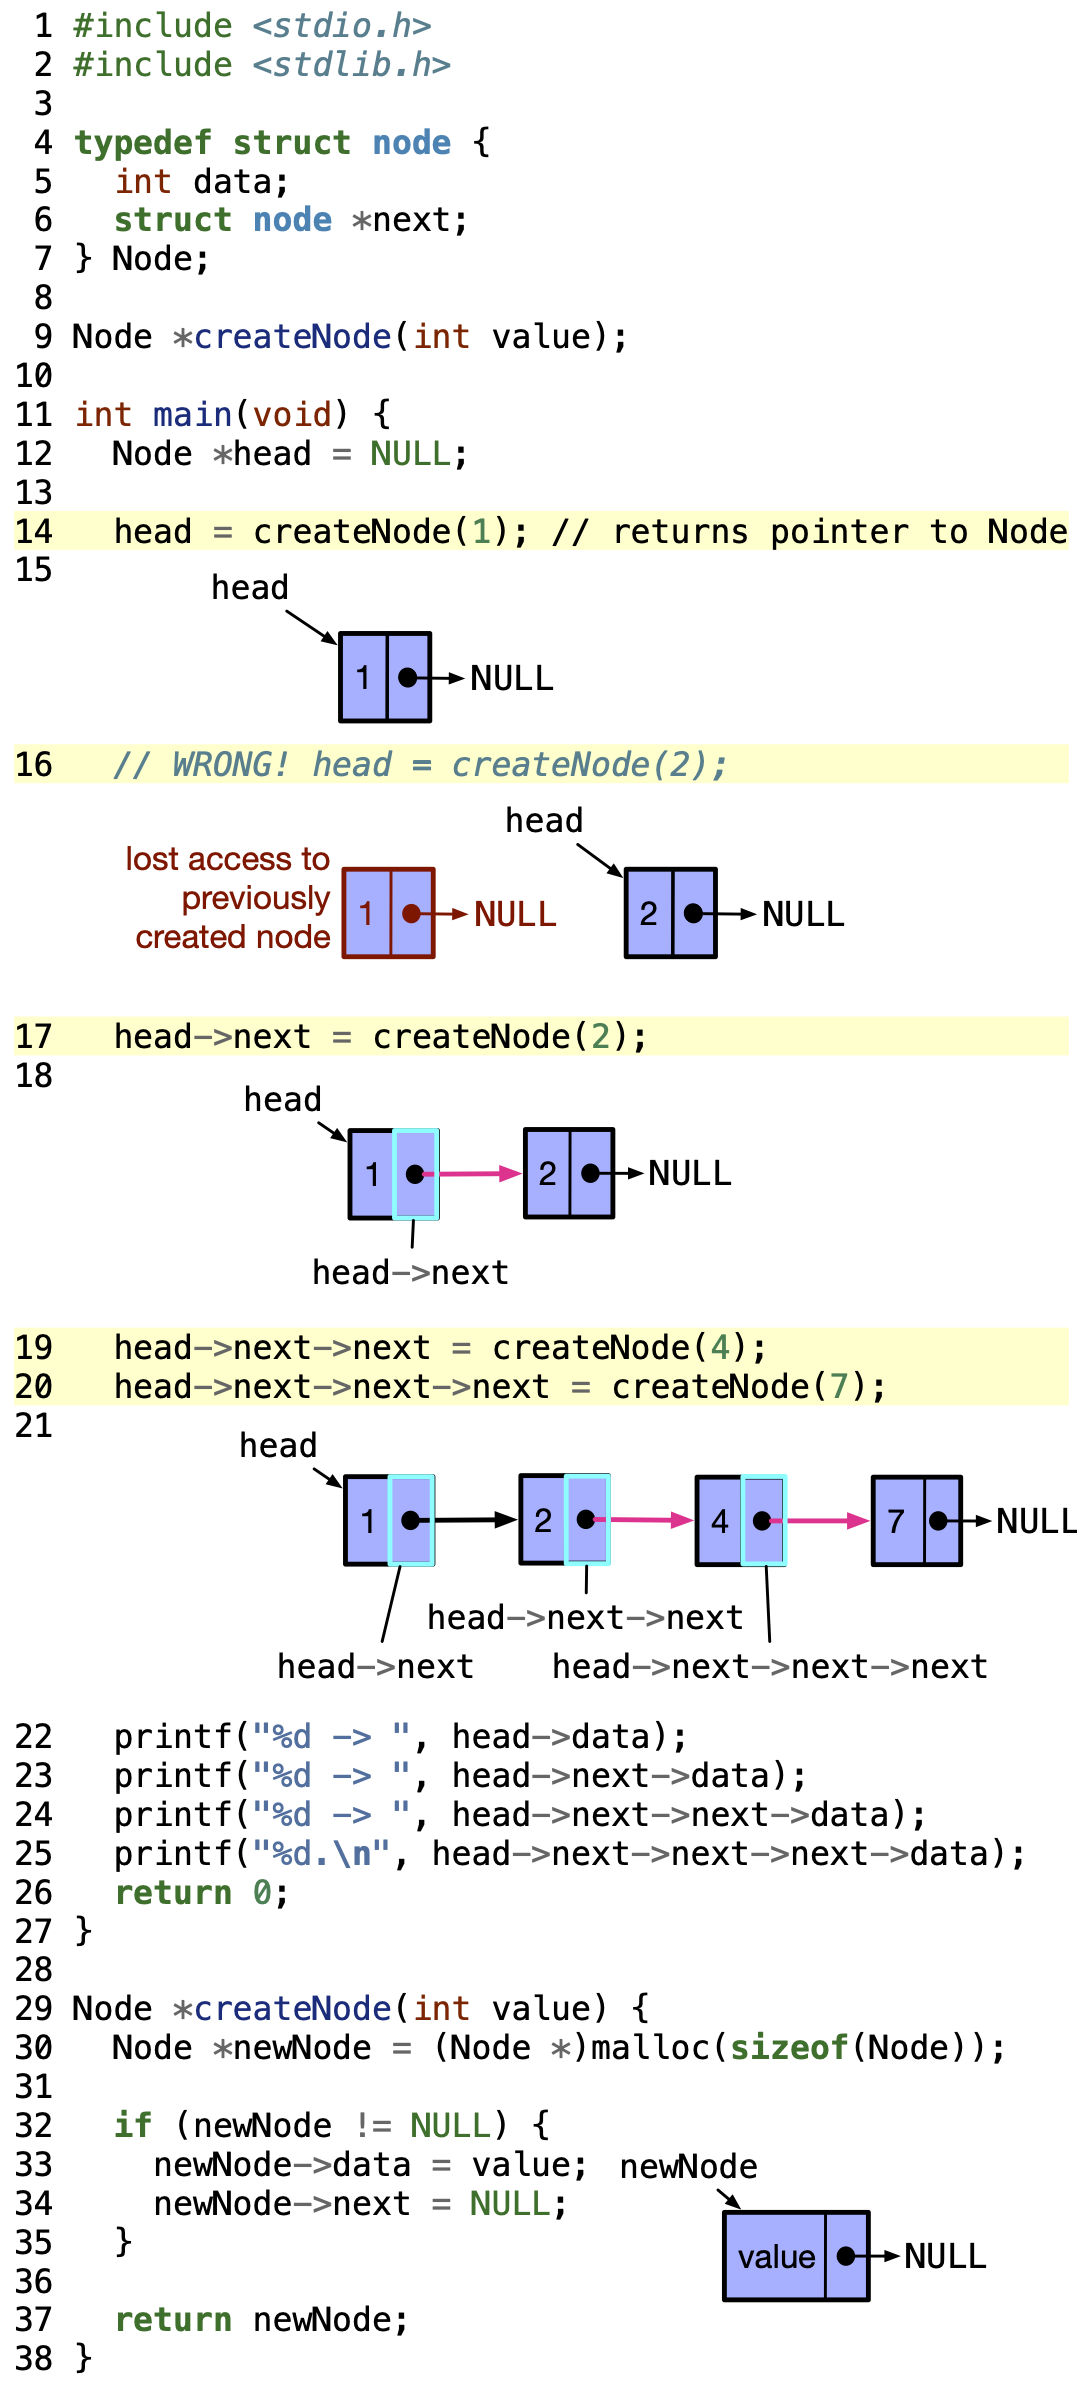 1 #include <stdio.h>
2 #include <stdlib.h>
3
4 typedef struct node {
5   int data;
6   struct node *next;
7 } Node;
8
9 Node *createNode(int value);
10
11 int main(void) {
12   Node *head = NULL;
13
14   head = createNode(1); // returns pointer to Node
15
head
1 NULL
16   // WRONG! head = createNode(2);
head
lost access to
previously
created node
1 NULL
2 NULL
17   head->next = createNode(2);
18
head
1 2 NULL
head->next
19   head->next->next = createNode(4);
20   head->next->next->next = createNode(7);
21
head
1 2 4 7 NULL
head->next->next
head->next head->next->next->next
22   printf("%d -> ", head->data);
23   printf("%d -> ", head->next->data);
24   printf("%d -> ", head->next->next->data);
25   printf("%d.\n", head->next->next->next->data);
26   return 0;
27 }
28
29 Node *createNode(int value) {
30   Node *newNode = (Node *)malloc(sizeof(Node));
31
32   if (newNode != NULL) {
33     newNode->data = value;
34     newNode->next = NULL;
35   }
36
37   return newNode;
38 }
newNode
value NULL